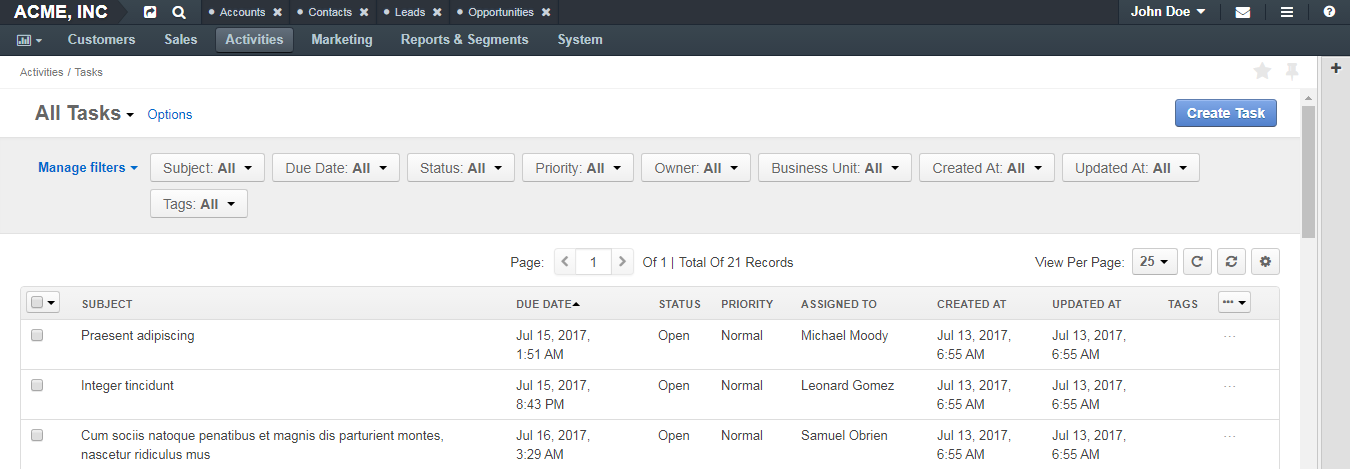 ACME, INC Accounts Contacts Leads Opportunities John Doe
Customers Sales Activities Marketing Reports & Segments System
Activities / Tasks
All Tasks Options Create Task
Manage filters Subject: All Due Date: All Status: All Priority: All Owner: All Business Unit: All Created At: All Updated At: All
Tags: All
Page: 1 Of 1 | Total Of 21 Records View Per Page: 25
SUBJECT DUE DATE STATUS PRIORITY ASSIGNED TO CREATED AT UPDATED AT TAGS
Praesent adipiscing Jul 15, 2017, Open Normal Michael Moody Jul 13, 2017, Jul 13, 2017,
1:51 AM 6:55 AM 6:55 AM
Integer tincidunt Jul 15, 2017, Open Normal Leonard Gomez Jul 13, 2017, Jul 13, 2017,
8:43 PM 6:55 AM 6:55 AM
Cum sociis natoque penatibus et magnis dis parturient montes, Jul 16, 2017, Open Normal Samuel Obrien Jul 13, 2017, Jul 13, 2017,
nascetur ridiculus mus 3:29 AM 6:55 AM 6:55 AM